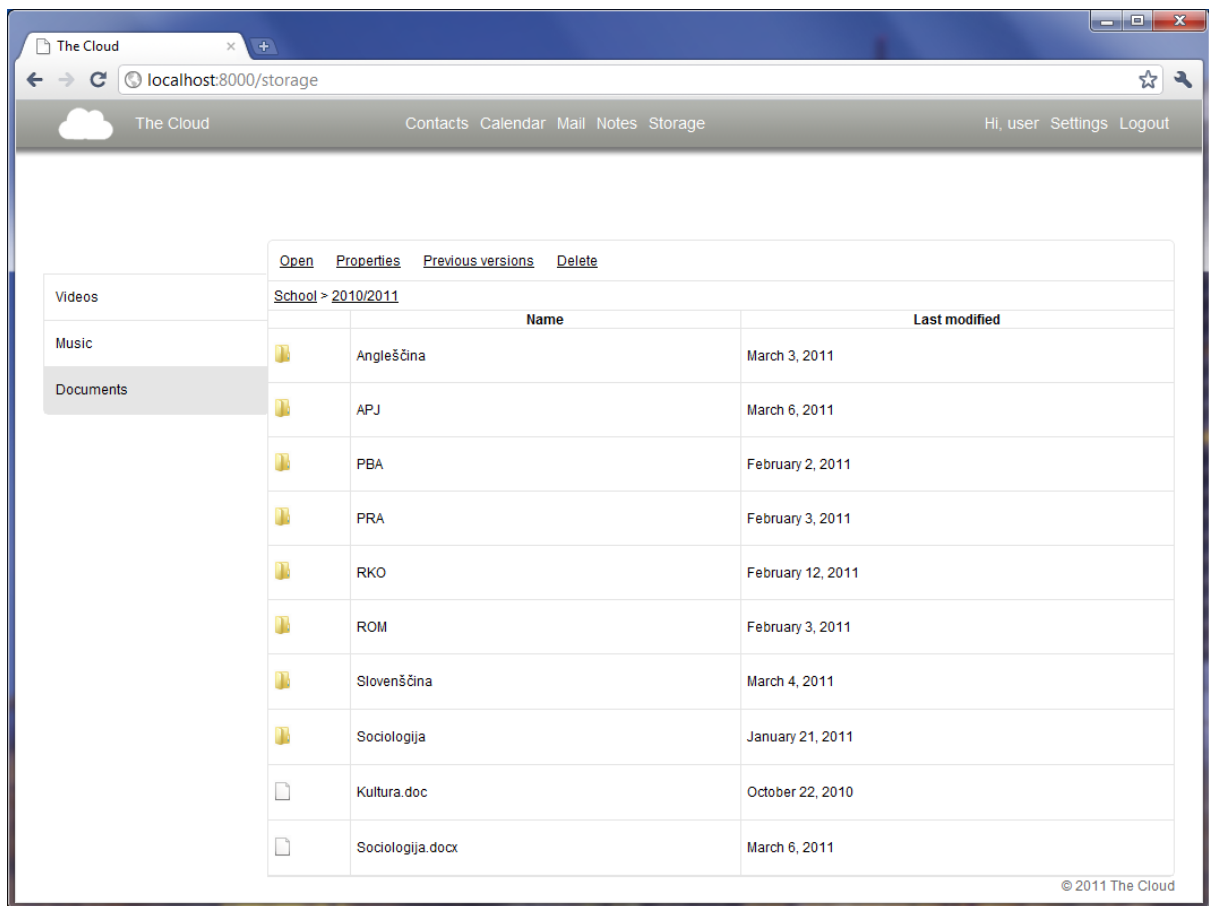 The Cloud
localhost:8000/storage
The Cloud Contacts Calendar Mail Notes Storage Hi, user Settings Logout
Open Properties Previous versions Delete
Videos
Music
Documents
School > 2010/2011
Name Last modified
Angleščina March 3, 2011
APJ March 6, 2011
PBA February 2, 2011
PRA February 3, 2011
RKO February 12, 2011
ROM February 3, 2011
Slovenščina March 4, 2011
Sociologija January 21, 2011
Kultura.doc October 22, 2010
Sociologija.docx March 6, 2011
© 2011 The Cloud